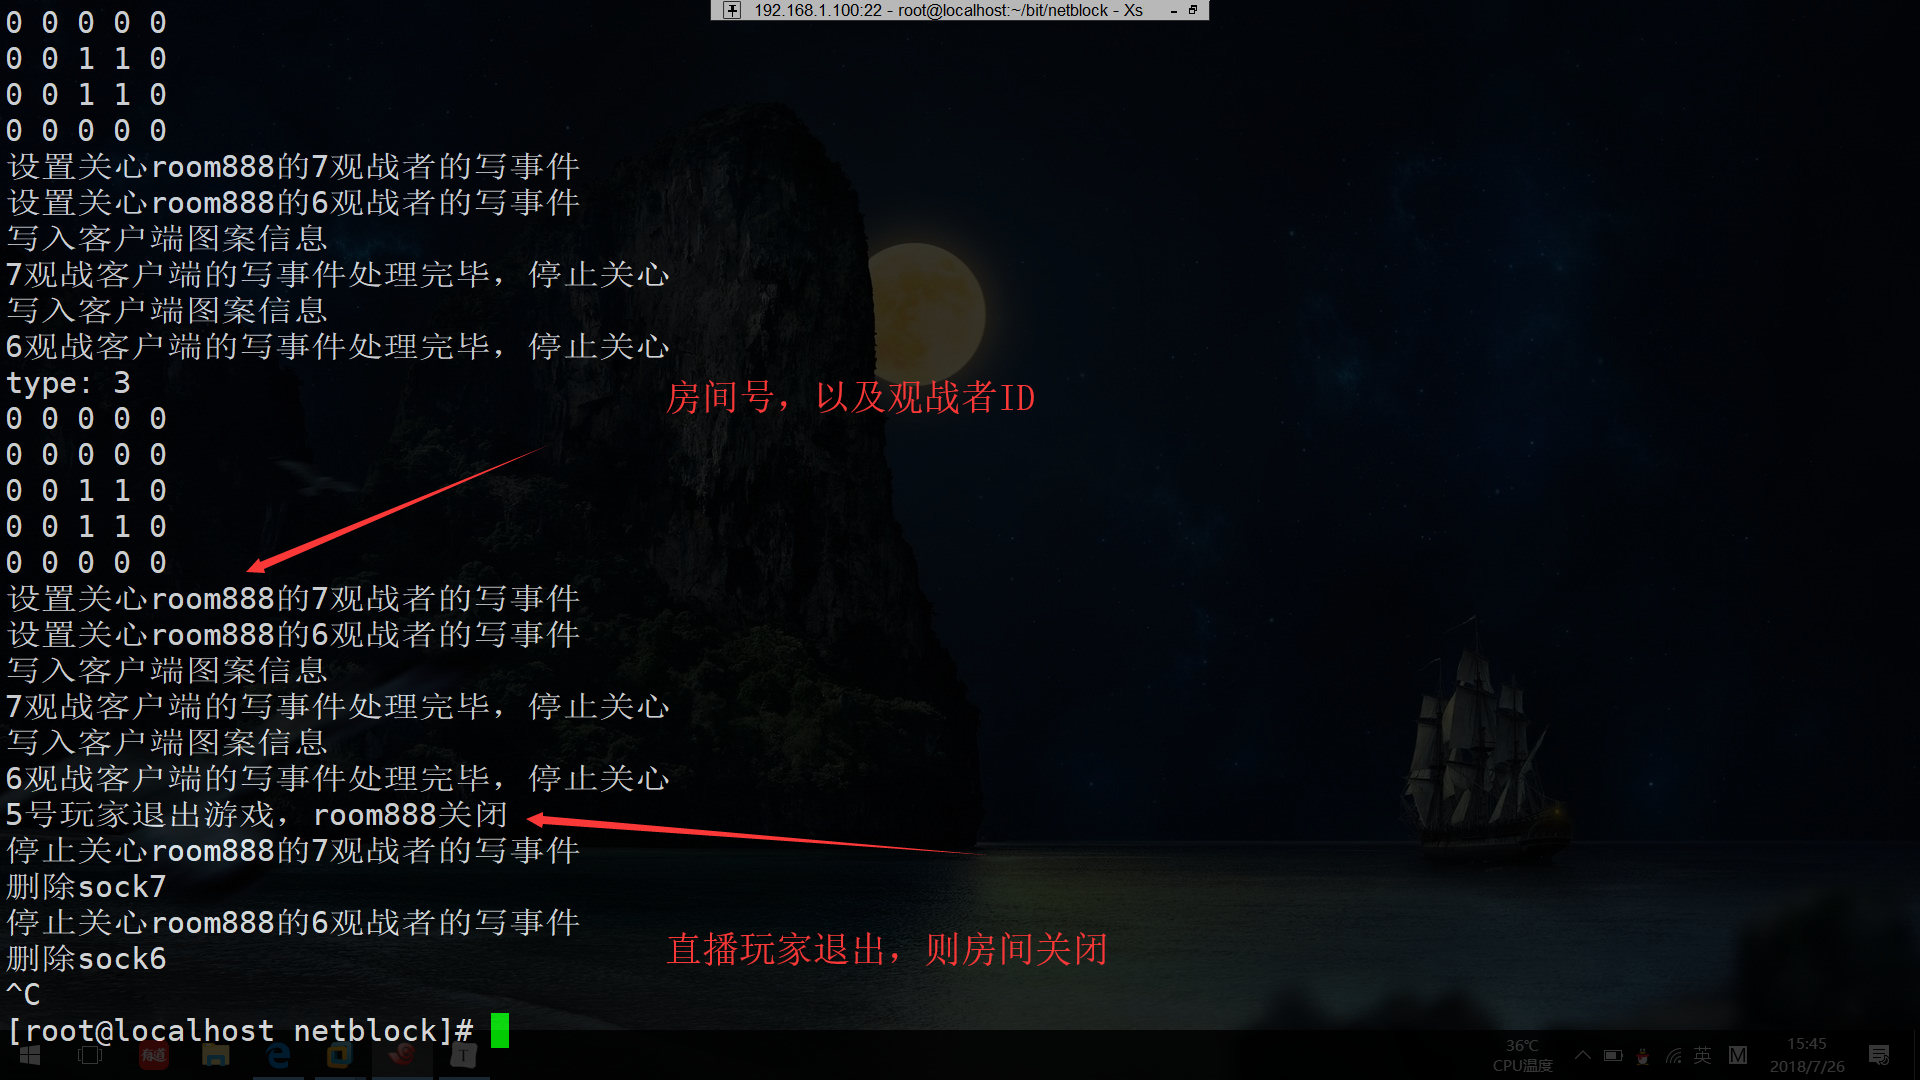 192.168.1.100:22 - root@localhost:~/bit/netblock - Xs
0 0 0 0 0
0 0 1 1 0
0 0 1 1 0
0 0 0 0 0
设置关心room888的7观战者的写事件
设置关心room888的6观战者的写事件
写入客户端图案信息
7观战客户端的写事件处理完毕，停止关心
写入客户端图案信息
6观战客户端的写事件处理完毕，停止关心
type: 3
房间号，以及观战者ID
0 0 0 0 0
0 0 0 0 0
0 0 1 1 0
0 0 1 1 0
0 0 0 0 0
设置关心room888的7观战者的写事件
设置关心room888的6观战者的写事件
写入客户端图案信息
7观战客户端的写事件处理完毕，停止关心
写入客户端图案信息
6观战客户端的写事件处理完毕，停止关心
5号玩家退出游戏，room888关闭
停止关心room888的7观战者的写事件
删除sock7
停止关心room888的6观战者的写事件
直播玩家退出，则房间关闭
删除sock6
^C
[root@localhost netblock]#
有道
T
36℃
CPU温度
英
M
15:45
2018/7/26